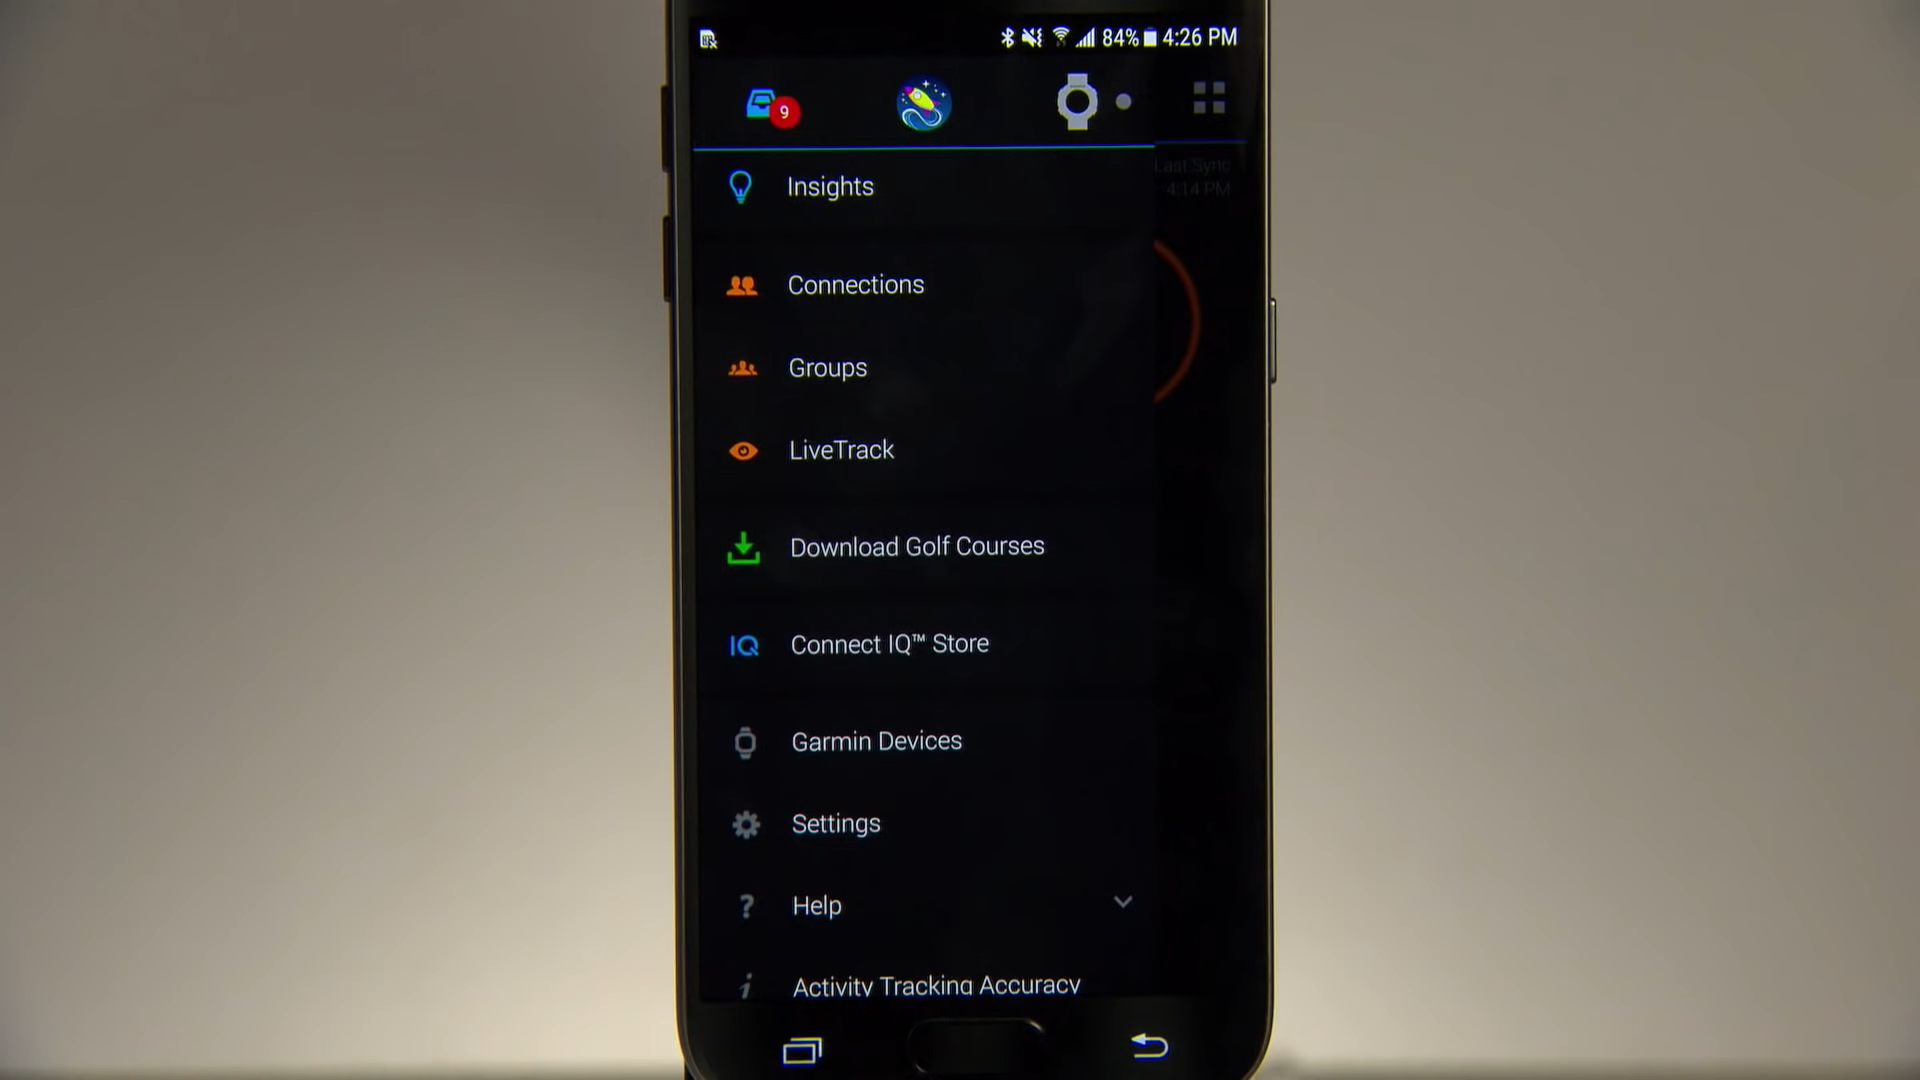 84% 4:26 PM
9
Last Sync
4:14 PM
Insights
Connections
Groups
LiveTrack
Download Golf Courses
IQ Connect IQ™ Store
Garmin Devices
Settings
? Help
i Activity Tracking Accuracy